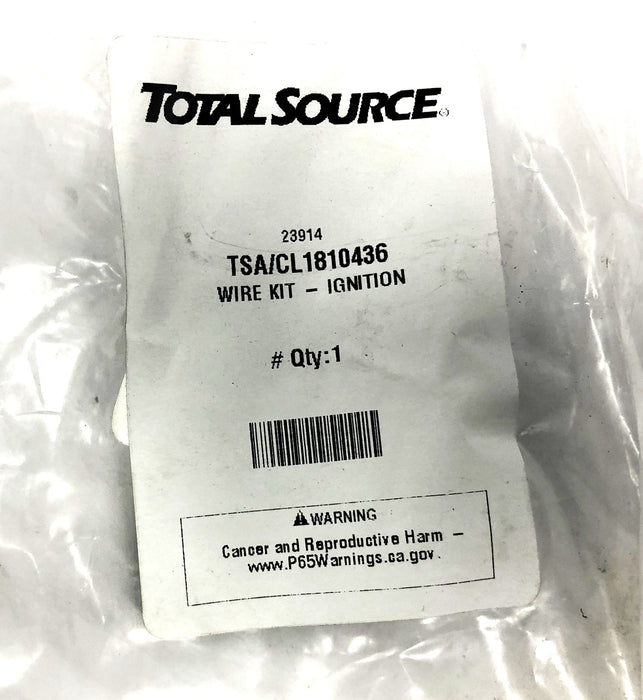 TOTAL SOURCE
23914
TSA/CL1810436
WIRE KIT - IGNITION
# Qty:1
WARNING
Cancer and Reproductive Harm -
www.P65Warnings.ca.gov.